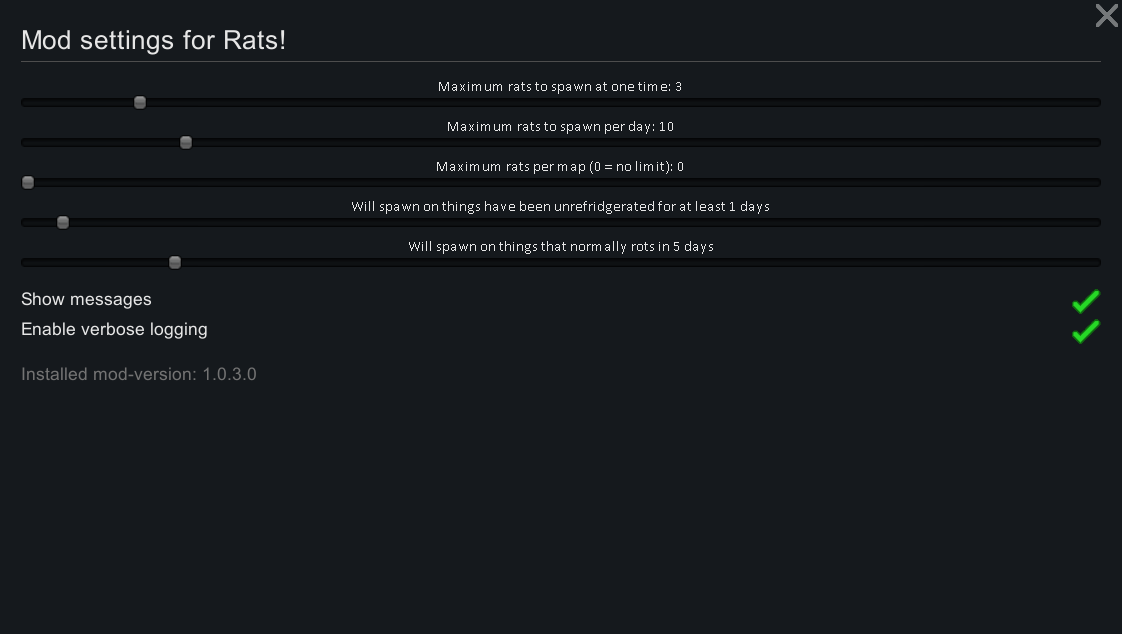 Mod settings for Rats!
Maximum rats to spawn at one time: 3
Maximum rats to spawn per day: 10
Maximum rats per map (0 = no limit): 0
Will spawn on things have been unrefridgerated for at least 1 days
Will spawn on things that normally rots in 5 days
Show messages
Enable verbose logging
Installed mod-version: 1.0.3.0